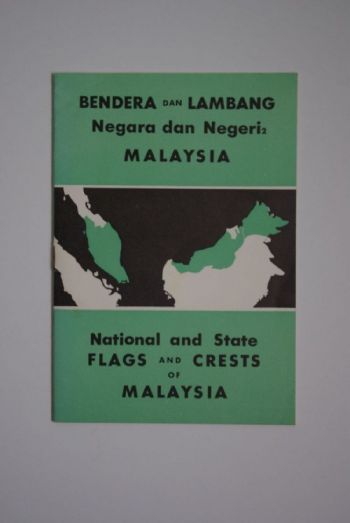 BENDERA DAN LAMBANG
Negara dan Negeri2
MALAYSIA
National and State
FLAGS AND CRESTS
OF
MALAYSIA